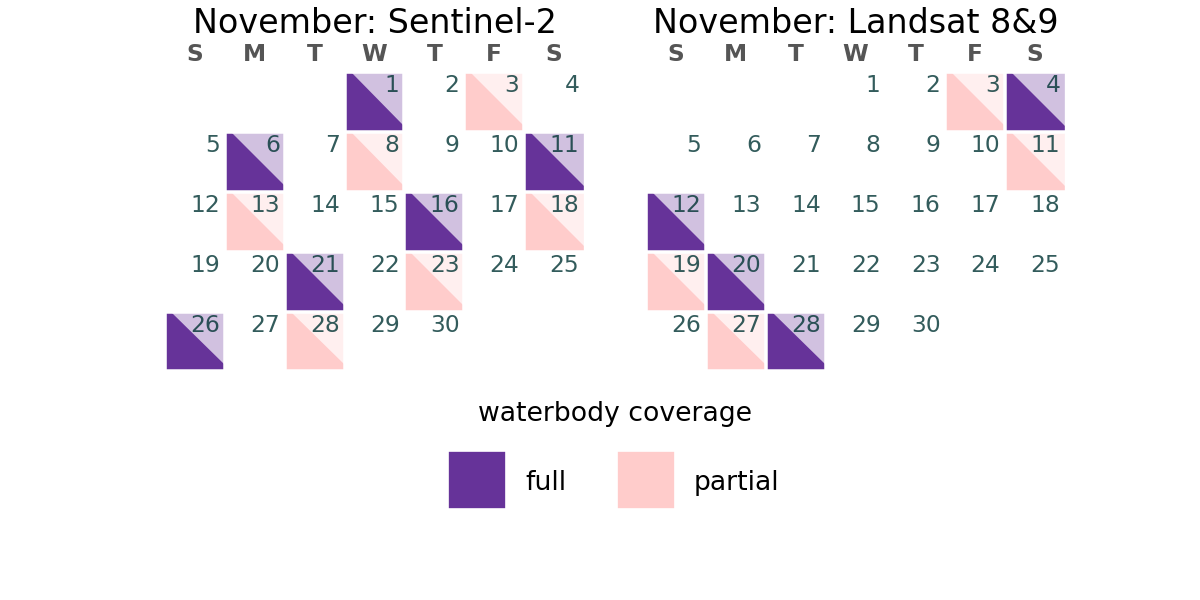 November: Sentinel-2
S M T W T F S
1 2 3 4
5 6 7 8 9 10 11
12 13 14 15 16 17 18
19 20 21 22 23 24 25
26 27 28 29 30
November: Landsat 8&9
S M T W T F S
1 2 3 4
5 6 7 8 9 10 11
12 13 14 15 16 17 18
19 20 21 22 23 24 25
26 27 28 29 30
waterbody coverage
full partial